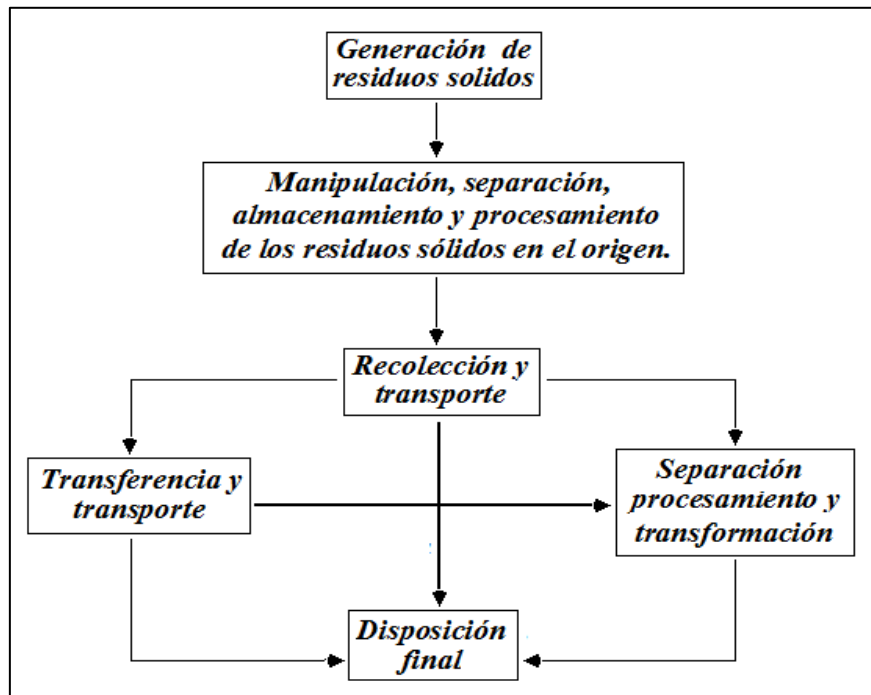 Generación de
residuos solidos
Manipulación, separación,
almacenamiento y procesamiento
de los residuos sólidos en el origen.
Recolección y
transporte
Transferencia y
transporte
Separación
procesamiento y
transformación
Disposición
final